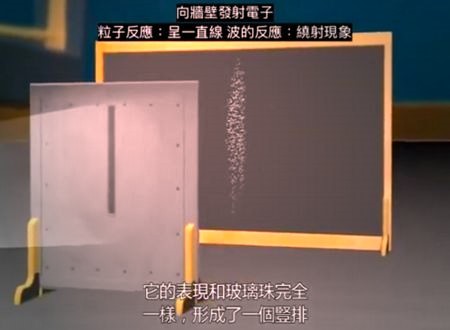 向牆壁發射電子
粒子反應：呈一直線 波的反應：繞射現象
它的表現和玻璃珠完全
一樣，形成了一個豎排